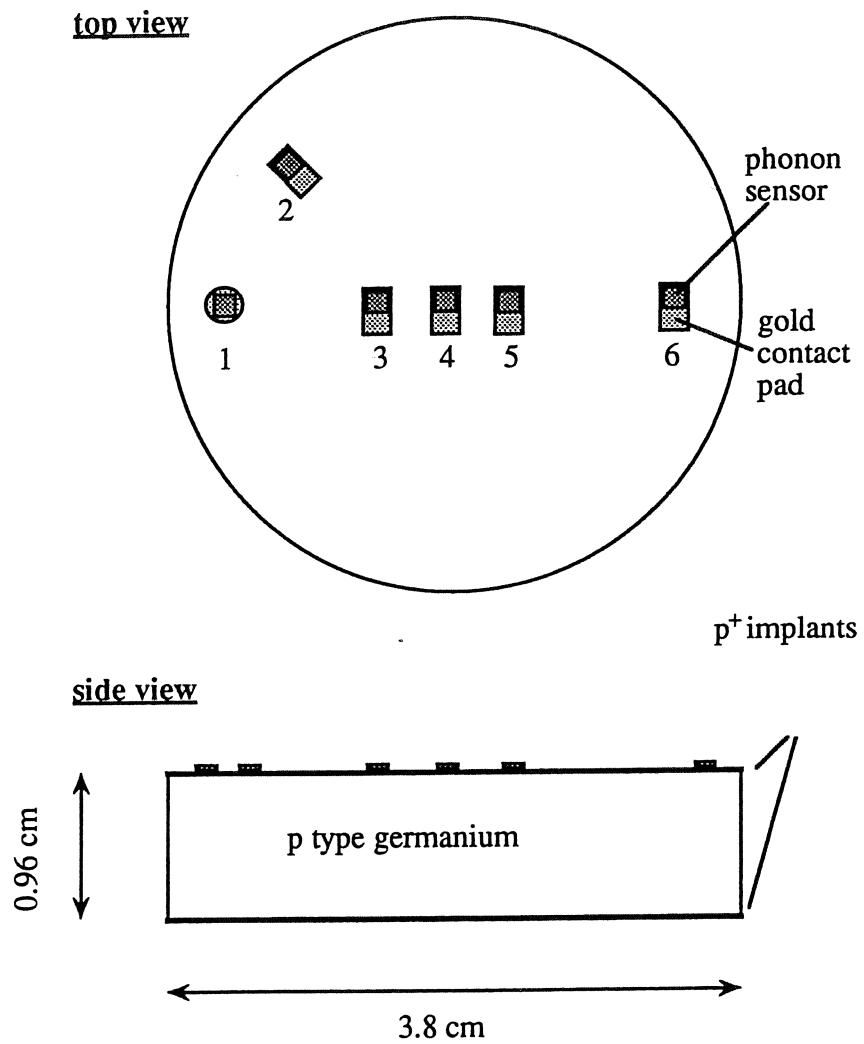 top view
phonon
sensor
2
1
3
4
5
6
gold
contact
pad
p+ implants
side view
0.96 cm
p type germanium
3.8 cm